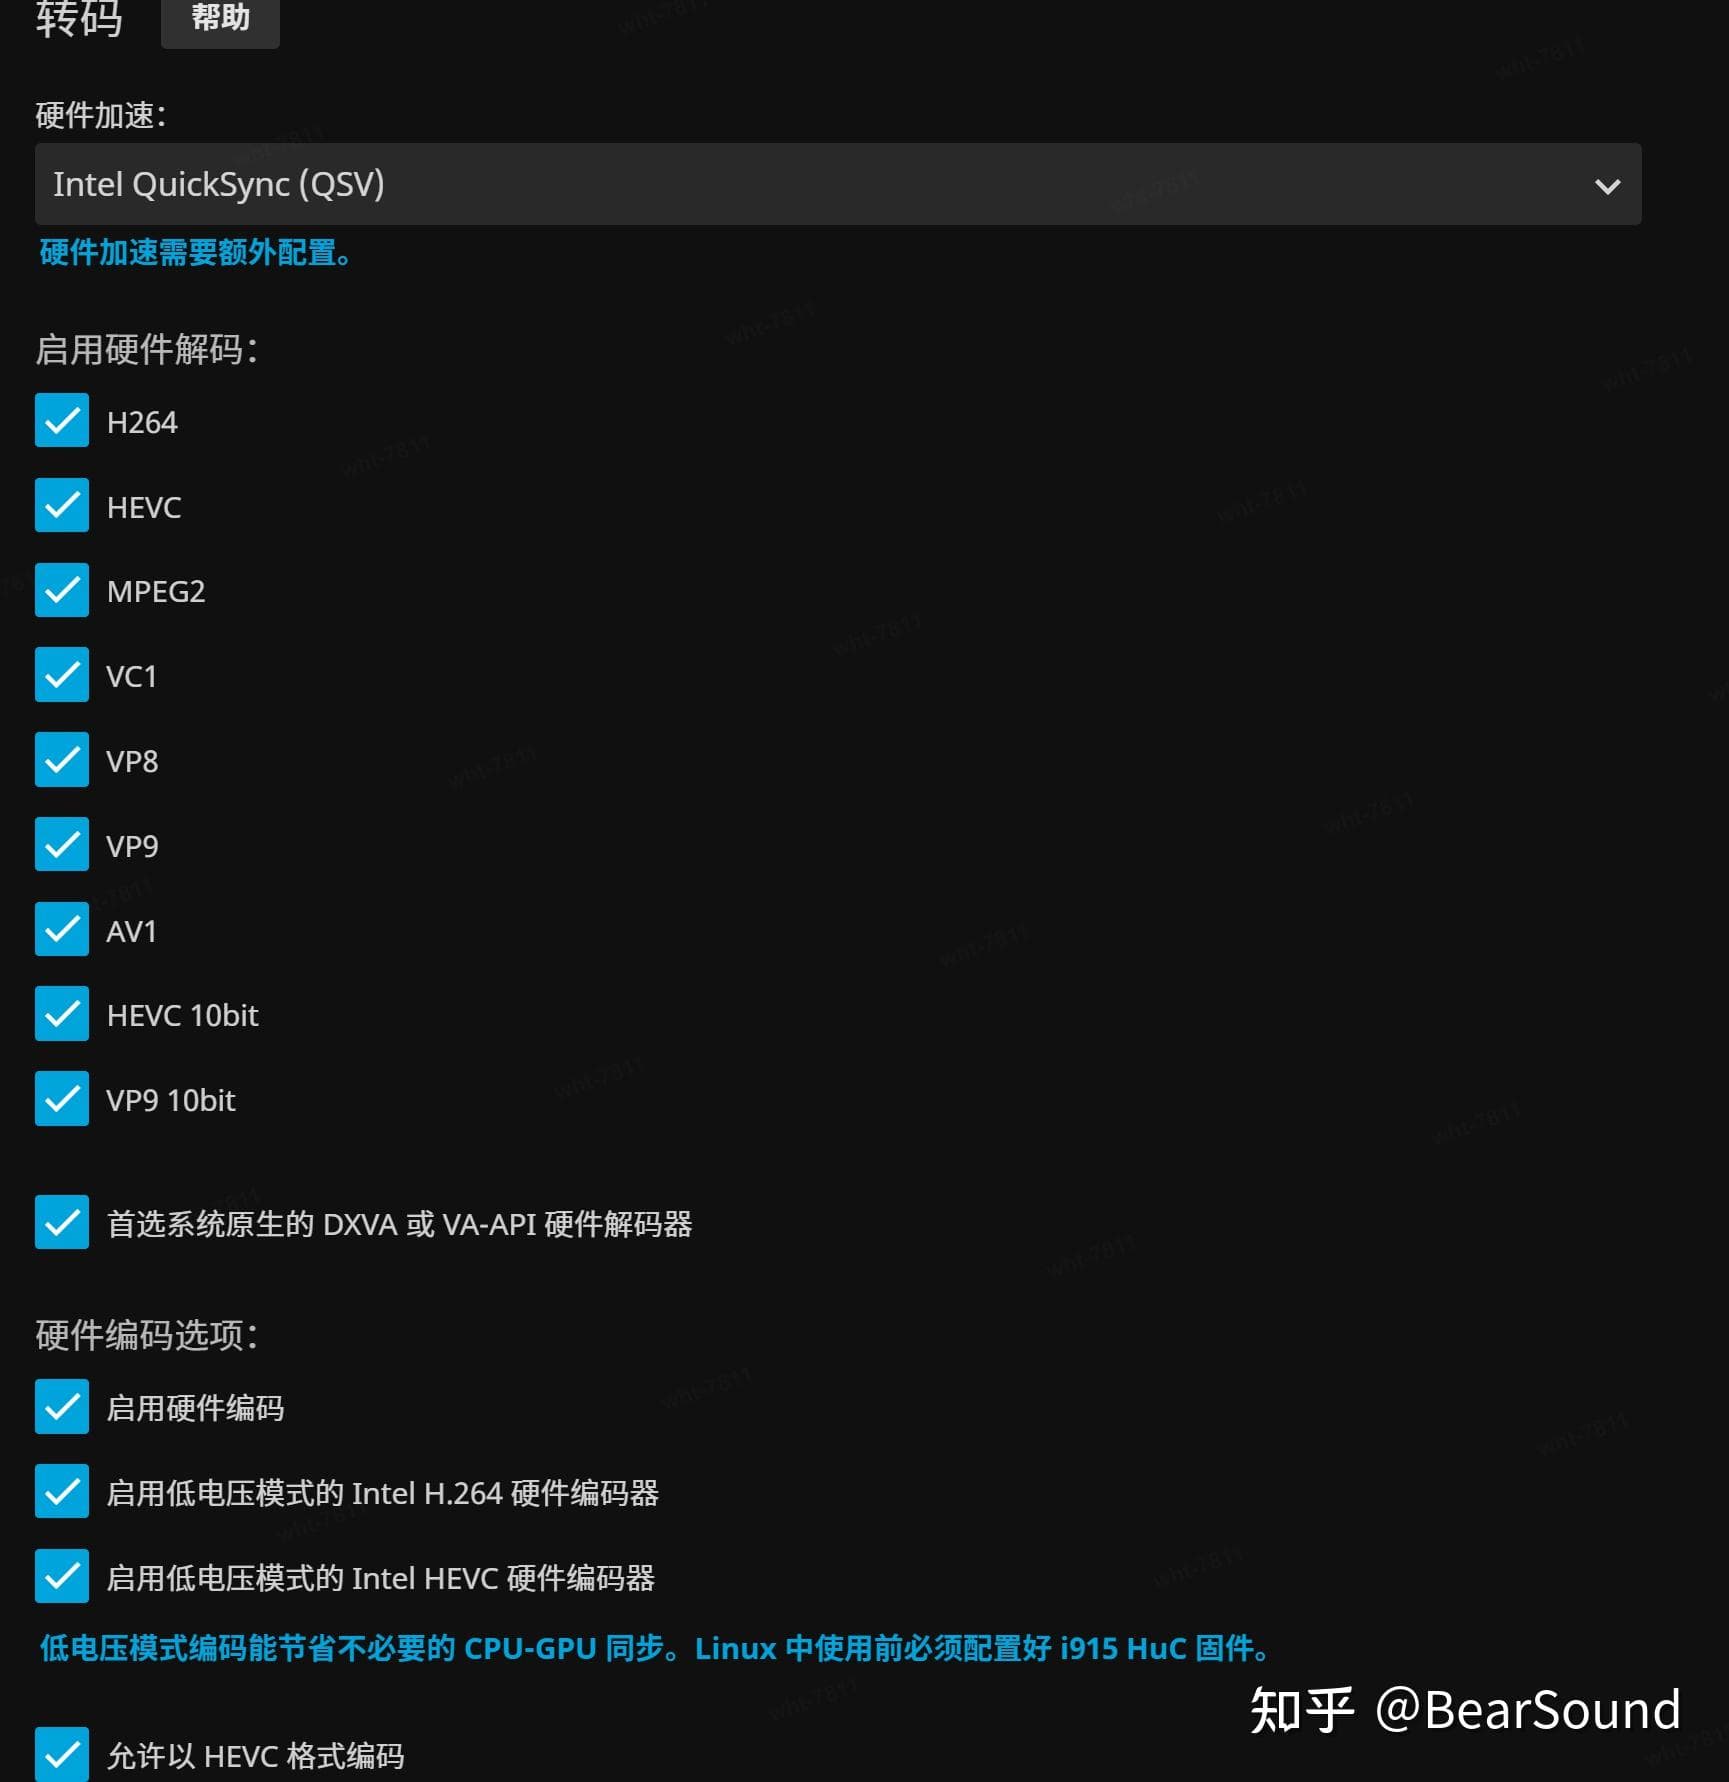 转码
帮助
硬件加速：
Intel QuickSync (QSV)
硬件加速需要额外配置。
启用硬件解码：
H264
HEVC
MPEG2
VC1
VP8
VP9
AV1
HEVC 10bit
VP9 10bit
首选系统原生的 DXVA 或 VA-API 硬件解码器
硬件编码选项：
启用硬件编码
启用低电压模式的 Intel H.264 硬件编码器
启用低电压模式的 Intel HEVC 硬件编码器
低电压模式编码能节省不必要的 CPU-GPU 同步。Linux 中使用前必须配置好 i915 HuC 固件。
知乎 @BearSound
允许以 HEVC 格式编码